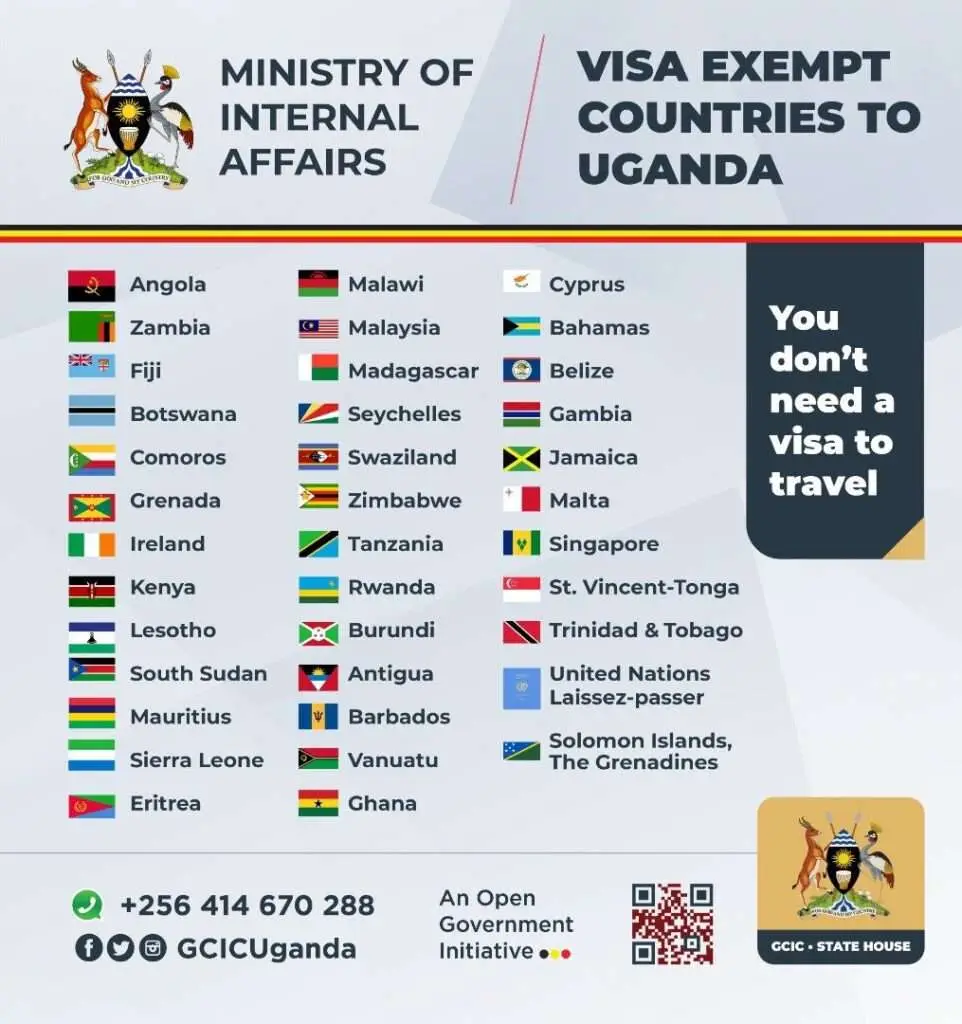 MINISTRY OF
INTERNAL
AFFAIRS
VISA EXEMPT
COUNTRIES TO
UGANDA
FOR GOD AND MY COUNTRY
Angola
Zambia
Fiji
Botswana
Comoros
Grenada
Ireland
Kenya
Lesotho
South Sudan
Mauritius
Sierra Leone
Eritrea
Malawi
Malaysia
Madagascar
Seychelles
Swaziland
Zimbabwe
Tanzania
Rwanda
Burundi
Antigua
Barbados
Vanuatu
Ghana
Cyprus
Bahamas
Belize
Gambia
Jamaica
Malta
Singapore
St. Vincent-Tonga
Trinidad & Tobago
United Nations
Laissez-passer
Solomon Islands,
The Grenadines
You
don't
need a
visa to
travel
+256 414 670 288
GCICUganda
An Open
Government
Initiative
FOR GOD AND MY COUNTRY
GCIC • STATE HOUSE